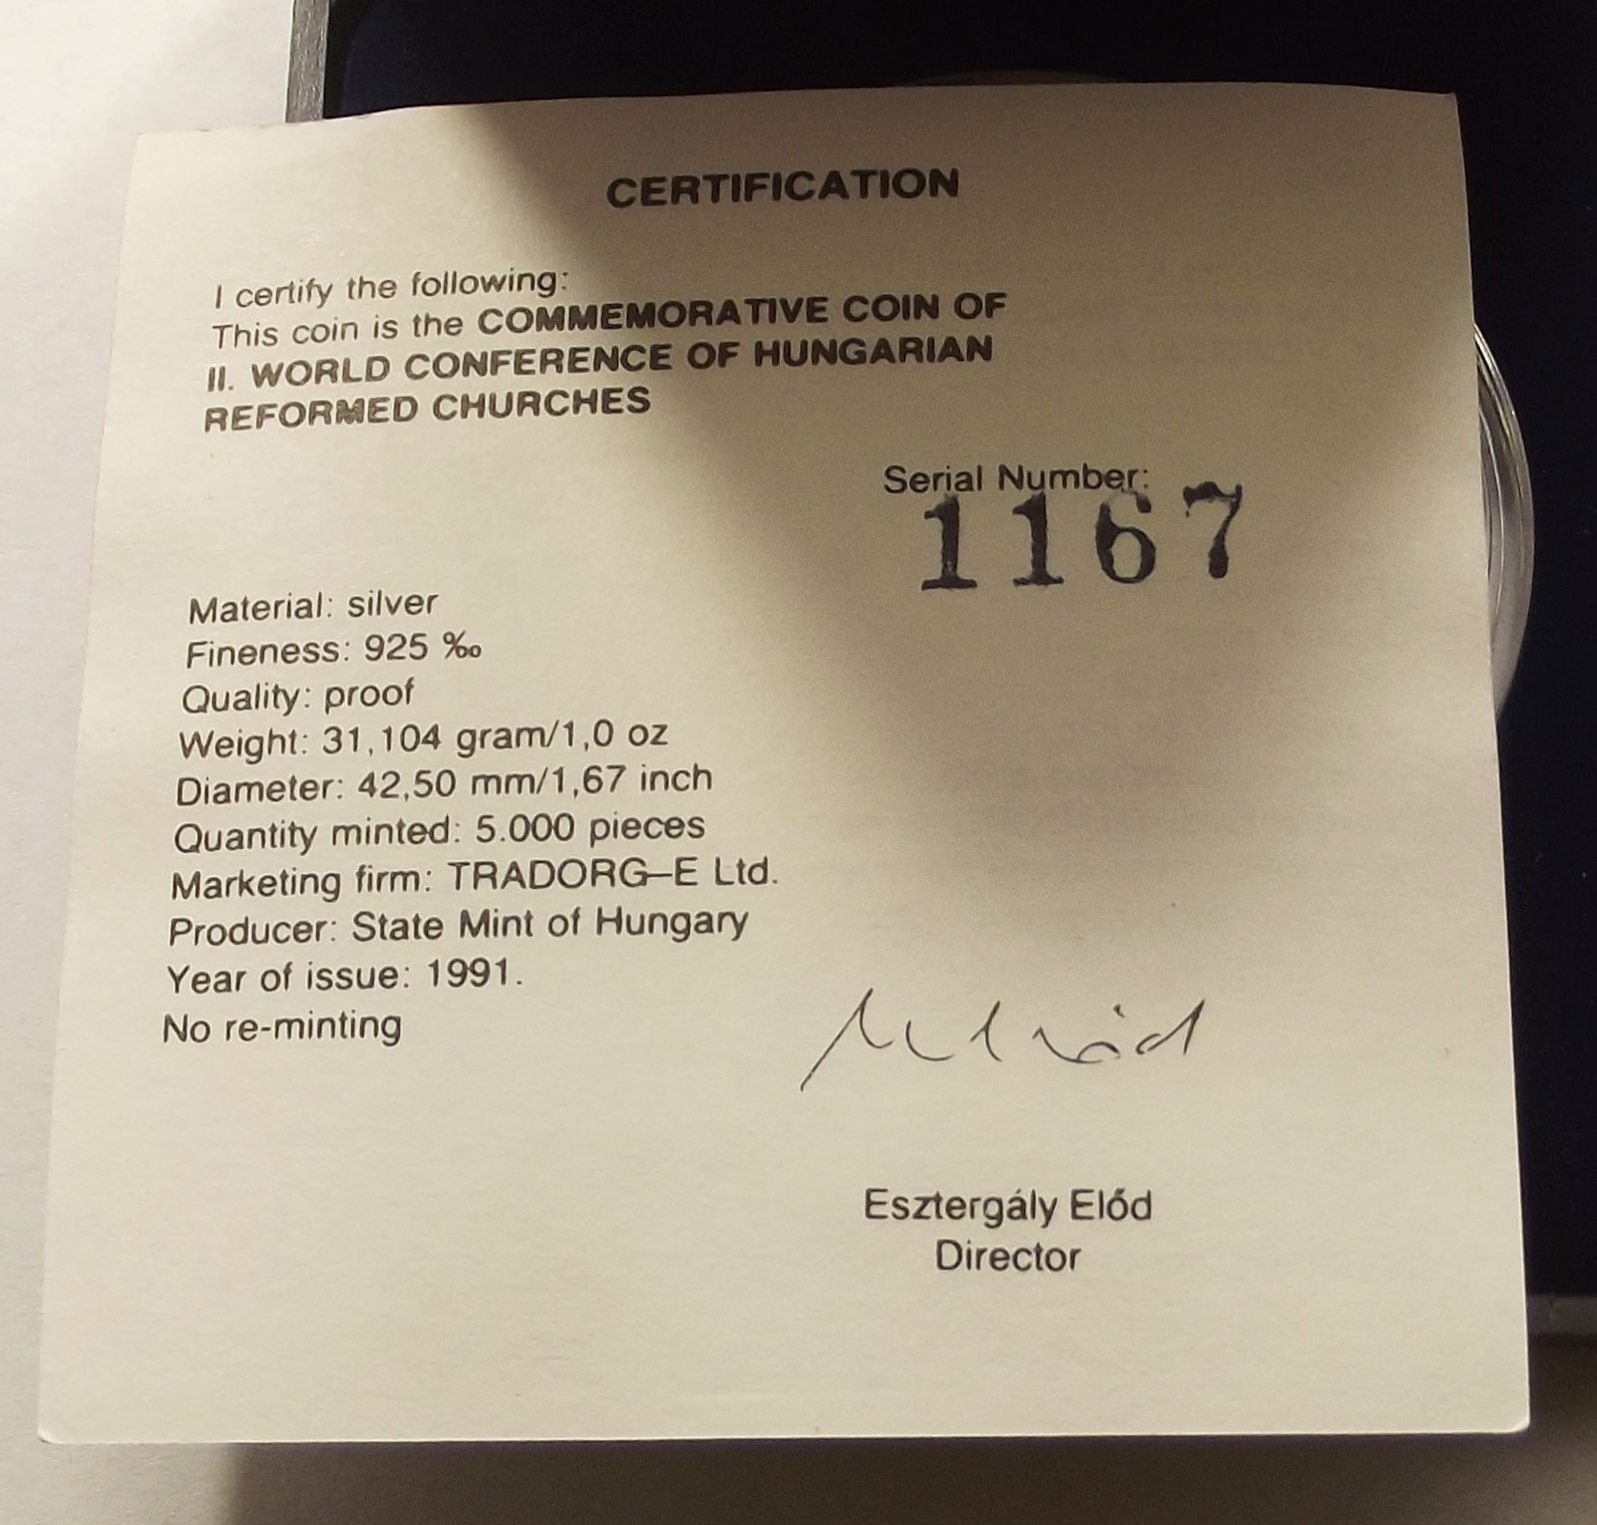 CERTIFICATION
I certify the following:
This coin is the COMMEMORATIVE COIN OF
II. WORLD CONFERENCE OF HUNGARIAN
REFORMED CHURCHES
Serial Number:
1167
Material: silver
Fineness: 925 ‰
Quality: proof
Weight: 31,104 gram/1,0 oz
Diameter: 42,50 mm/1,67 inch
Quantity minted: 5.000 pieces
Marketing firm: TRADORG–E Ltd.
Producer: State Mint of Hungary
Year of issue: 1991.
No re-minting
Esztergály Előd
Director